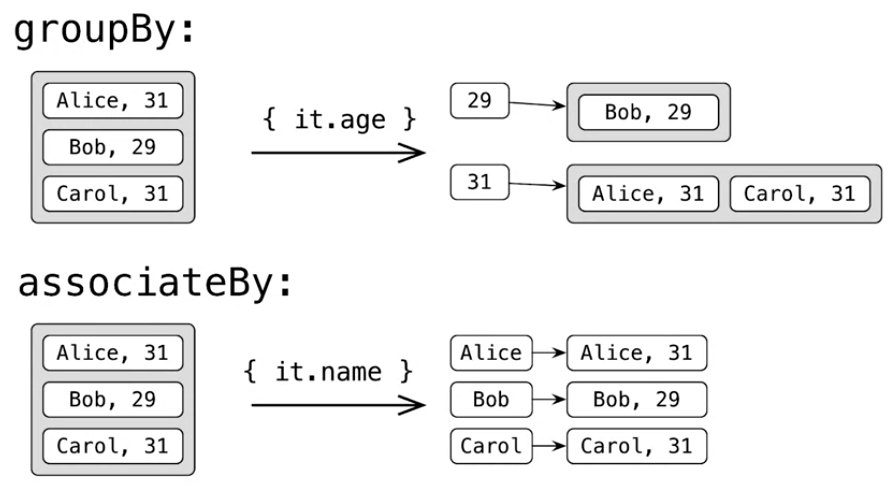 groupBy:
Alice, 31
Bob, 29
Carol, 31
{ it.age }
29
Bob, 29
31
Alice, 31
Carol, 31
associateBy:
Alice, 31
Bob, 29
Carol, 31
{ it.name }
Alice
Alice, 31
Bob
Bob, 29
Carol
Carol, 31